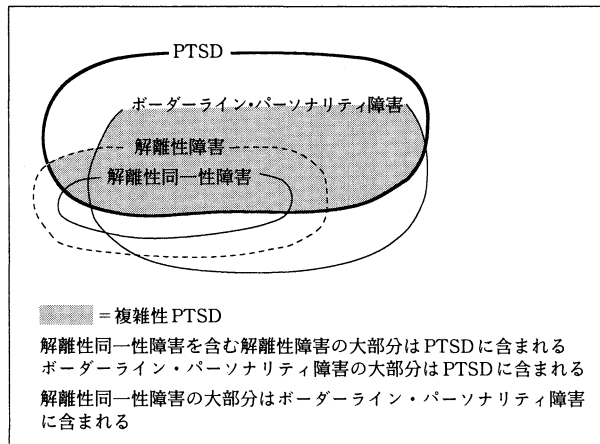 PTSD
ボーダーライン・パーソナリティ障害
解離性障害
解離性同一性障害
=複雑性PTSD
解離性同一性障害を含む解離性障害の大部分はPTSDに含まれる
ボーダーライン・パーソナリティ障害の大部分はPTSDに含まれる
解離性同一性障害の大部分はボーダーライン・パーソナリティ障害
に含まれる